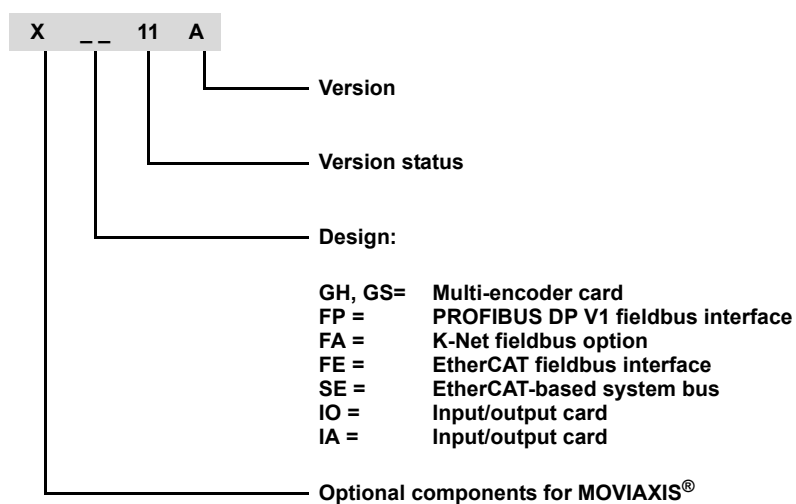 X _ _ 11 A
Version
Version status
Design:
GH, GS= Multi-encoder card
FP = PROFIBUS DP V1 fieldbus interface
FA = K-Net fieldbus option
FE = EtherCAT fieldbus interface
SE = EtherCAT-based system bus
IO = Input/output card
IA = Input/output card
Optional components for MOVIAXIS®